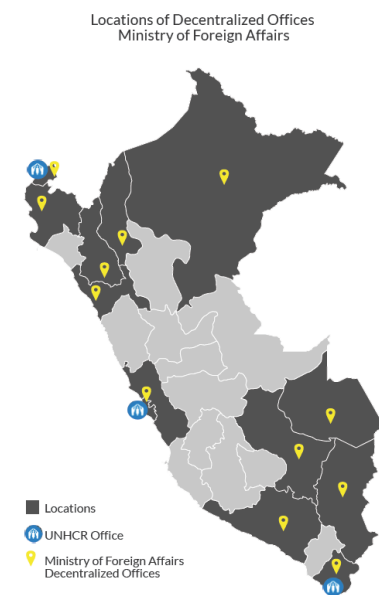 Locations of Decentralized Offices
Ministry of Foreign Affairs
Locations
UNHCR Office
Ministry of Foreign Affairs
Decentralized Offices